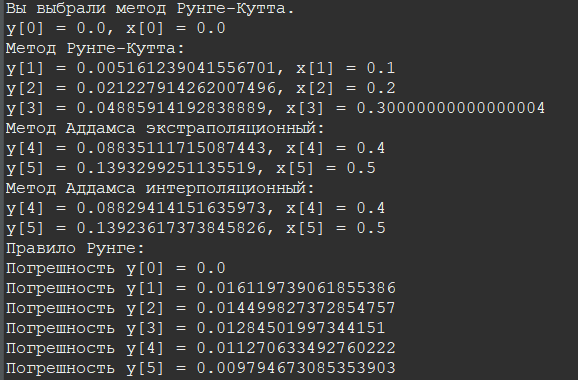 Вы выбрали метод Рунге-Кутта.
y[0] = 0.0, x[0] = 0.0
Метод Рунге-Кутта:
y[1] = 0.005161239041556701, x[1] = 0.1
y[2] = 0.021227914262007496, x[2] = 0.2
y[3] = 0.04885914192838889, x[3] = 0.30000000000000004
Метод Аддамса экстраполяционный:
y[4] = 0.08835111715087443, x[4] = 0.4
y[5] = 0.1393299251135519, x[5] = 0.5
Метод Аддамса интерполяционный:
y[4] = 0.08829414151635973, x[4] = 0.4
y[5] = 0.13923617373845826, x[5] = 0.5
Правило Рунге:
Погрешность y[0] = 0.0
Погрешность y[1] = 0.016119739061855386
Погрешность y[2] = 0.014499827372854757
Погрешность y[3] = 0.01284501997344151
Погрешность y[4] = 0.011270633492760222
Погрешность y[5] = 0.009794673085353903